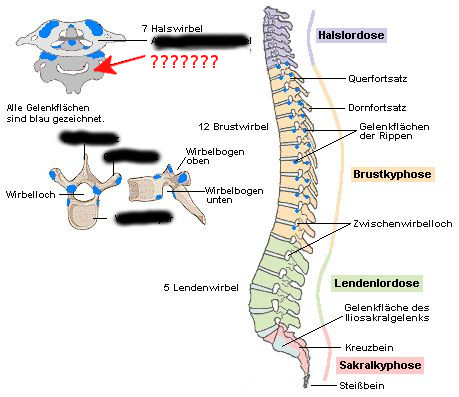 7 Halswirbel
???????
Halslordose
Querfortsatz
Dornfortsatz
Alle Gelenkflächen
sind blau gezeichnet.
12 Brustwirbel
Gelenkflächen
der Rippen
Wirbelbogen
oben
Brustkyphose
Wirbelloch
Wirbelbogen
unten
Zwischenwirbelloch
Lendenlordose
5 Lendenwirbel
Gelenkfläche des
Iliosakralgelenks
Kreuzbein
Sakralkyphose
Steißbein